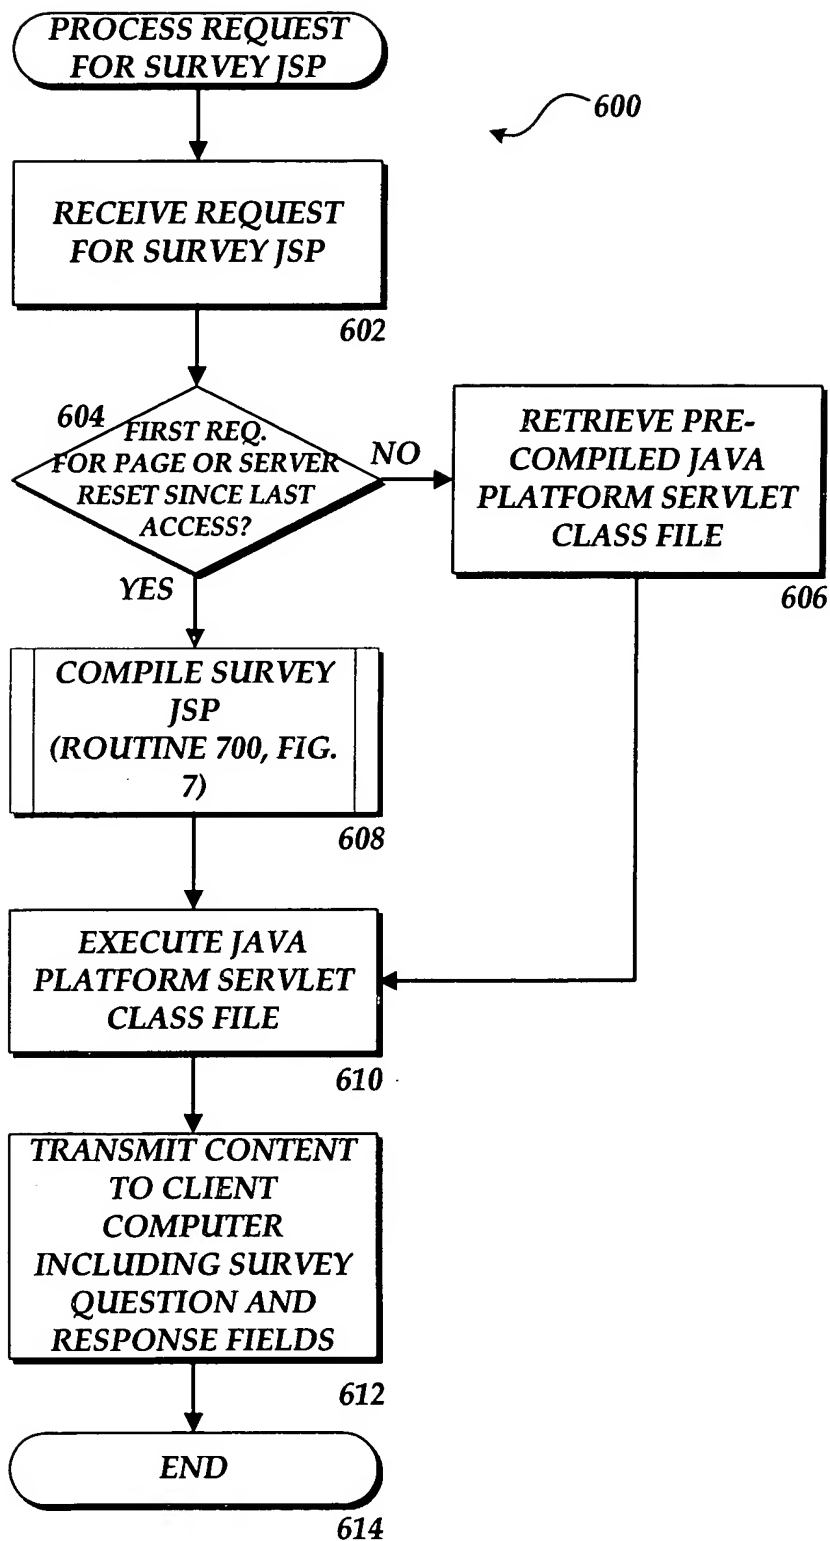 PROCESS REQUEST
FOR SURVEY JSP
600
RECEIVE REQUEST
FOR SURVEY JSP
602
604
FIRST REQ.
FOR PAGE OR SERVER
RESET SINCE LAST
ACCESS?
NO
RETRIEVE PRE-
COMPILED JAVA
PLATFORM SERVLET
CLASS FILE
606
YES
COMPILE SURVEY
JSP
(ROUTINE 700, FIG.
7)
608
EXECUTE JAVA
PLATFORM SERVLET
CLASS FILE
610
TRANSMIT CONTENT
TO CLIENT
COMPUTER
INCLUDING SURVEY
QUESTION AND
RESPONSE FIELDS
612
END
614